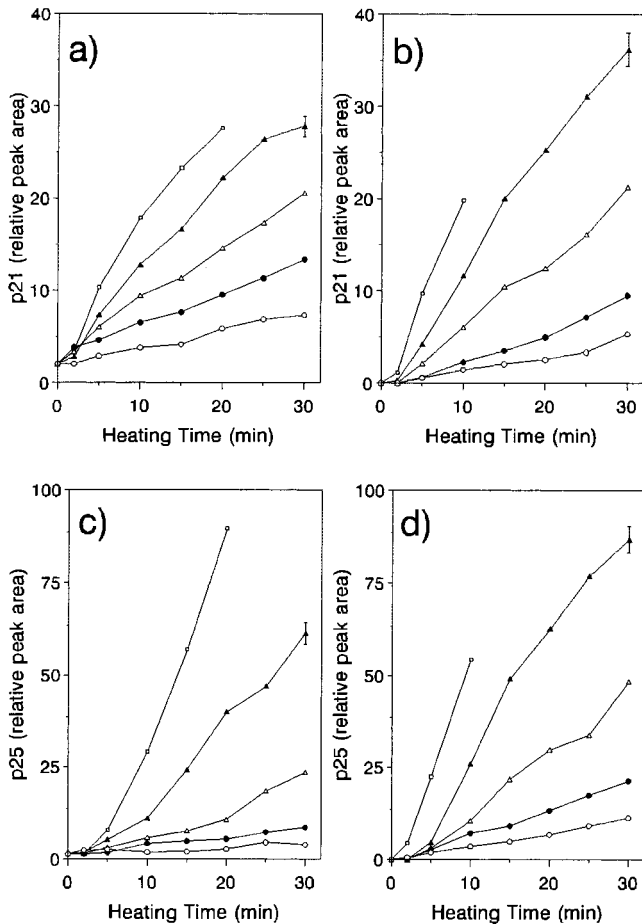 40
a)
30
20
10
0
p21 (relative peak area)
0 10 20 30
Heating Time (min)
40
b)
30
20
10
0
p21 (relative peak area)
0 10 20 30
Heating Time (min)
100
c)
75
50
25
0
p25 (relative peak area)
0 10 20 30
Heating Time (min)
100
d)
75
50
25
0
p25 (relative peak area)
0 10 20 30
Heating Time (min)